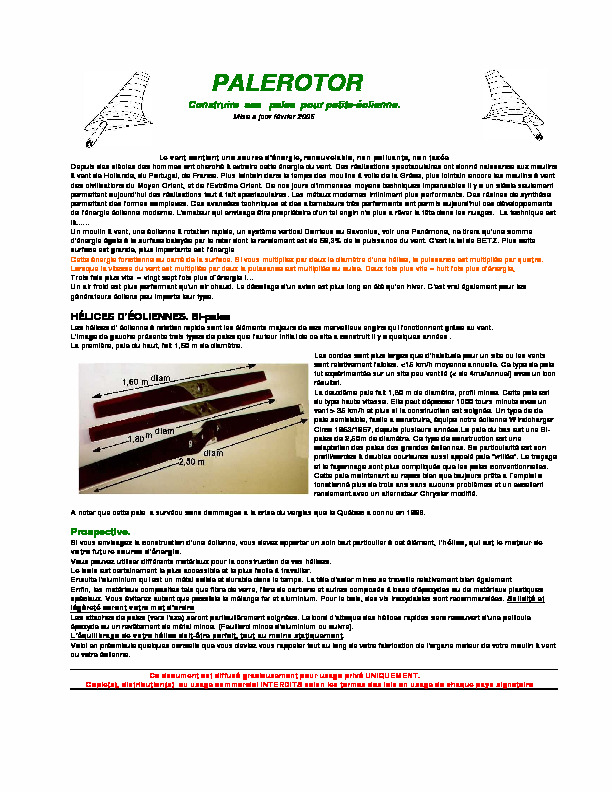 PALEROTOR
Construire ses pales pour petite-éolienne.
Mise à jour février 2005
Le vent contient une source d'énergie, renouvelable, non polluante, non taxée
Depuis des siècles des hommes ont cherché à extraire cette énergie du vent. Des réalisations spectaculaires ont donné naissance aux moulins
à vent de Hollande, du Portugal, de France. Plus lointain dans le temps des moulins à voile de la Grèce, plus lointain encore les moulins à vent
des civilisations du Moyen Orient, et de l'Extrême Orient. De nos jours d'immenses moyens techniques impensables il y a un siècle seulement
permettent aujourd'hui des réalisations tout à fait spectaculaires. Les métaux modernes infiniment plus performants. Des résines de synthèse
permettant des formes complexes. Ces avancées techniques et des alternateurs très performants ont permis aujourd'hui ces développements
de l'énergie éolienne moderne. L'amateur qui envisage être propriétaire d'un tel engin n'a plus à rêver la tête dans les nuages. La technique est
là......
Un moulin à vent, une éolienne à rotation rapide, un système vertical Darrieus ou Savonius, voir une Panémone, ne tirera qu'une somme
d'énergie égale à la surface balayée par le rotor dont le rendement est de 59,3% de la puissance du vent. C'est la loi de BETZ. Plus cette
surface est grande, plus importante est l'énergie
Cette énergie fonctionne au carré de la surface. Si vous multipliez par deux le diamètre d'une hélice, la puissance est multipliée par quatre.
Lorsque la vitesse du vent est multipliée par deux la puissance est multipliée au cube. Deux fois plus vite = huit fois plus d'énergie.
Trois fois plus vite = vingt sept fois plus d'énergie !...
Un air froid est plus performant qu'un air chaud. Le décollage d'un avion est plus long en été qu'en hiver. C'est vrai également pour les
générateurs éoliens peu importe leur type.
HÉLICES D'ÉOLIENNES. Bi-pales
Les hélices d' éolienne à rotation rapide sont les éléments majeurs de ces merveilleux engins qui fonctionnent grâce au vent.
L'image de gauche présente trois types de pales que l'auteur initial de ce site a construit il y a quelques années .
La première, pale du haut, fait 1,60 m de diamètre.
Les cordes sont plus larges que d'habitude pour un site ou les vents
sont relativement faibles. <15 km/h moyenne annuelle. Ce type de pale
fut expérimentée sur un site peu venté (< de 4ms/annuel) avec un bon
résultat.
La deuxième pale fait 1,80 m de diamètre, profil mince. Cette pale est
du type haute vitesse. Elle peut dépasser 1000 tours minute avec un
vent > 35 km/h et plus si la construction est soignée. Un type de de
pale semblable, facile à construire, équipe notre éolienne Windcharger
Circa 1953/1957, depuis plusieurs années.La pale du bas est une Bi-
pales de 2,50m de diamètre. Ce type de construction est une
adaptation des pales des grandes éoliennes. Sa particularité est son
profil/cordes à doubles courbures aussi appelé pale "vrillée". Le traçage
et le façonnage sont plus compliqués que les pales conventionnelles.
Cette pale maintenant au repos bien que toujours prête à l'emploi a
fonctionné plus de trois ans sans aucuns problèmes et un excellent
rendement avec un alternateur Chrysler modifié.
1,60 m diam
1,80 m diam
2,50 m diam
A noter que cette pale a survécu sans dommages à la crise du verglas que le Québec a connu en 1998.
Prospective.
Si vous envisagez la construction d'une éolienne, vous devez apporter un soin tout particulier à cet élément, l'hélice, qui est le moteur de
votre future source d'énergie.
Vous pouvez utiliser différents matériaux pour la construction de vos hélices.
Le bois est certainement le plus accessible et le plus facile à travailler.
Ensuite l'aluminium qui est un métal solide et durable dans le temps. La tôle d'acier mince se travaille relativement bien également
Enfin, les matériaux composites tels que fibre de verre, fibre de carbone et autres composés à base d'époxydes ou de matériaux plastiques
spéciaux. Vous éviterez autant que possible le mélange fer et aluminium. Pour le bois, des vis inoxydables sont recommandées. Solidité et
légèreté seront votre mot d'ordre
Les attaches de pales (vers l'axe) seront particulièrement soignées. Le bord d'attaque des hélices rapides sera recouvert d'une pellicule
époxyde ou un revêtement de métal mince. (Feuillard mince d'aluminium ou cuivre).
L'équilibrage de votre hélice doit-être parfait, tout au moins statiquement.
Voici en préambule quelques conseils que vous devrez vous rappeler tout au long de votre fabrication de l'organe moteur de votre moulin à vent
ou votre éolienne.
Ce document est diffusé gracieusement pour usage privé UNIQUEMENT.
Copie(s), distribution(s) ou usage commercial INTERDITS selon les termes des lois en usage de chaque pays signataire